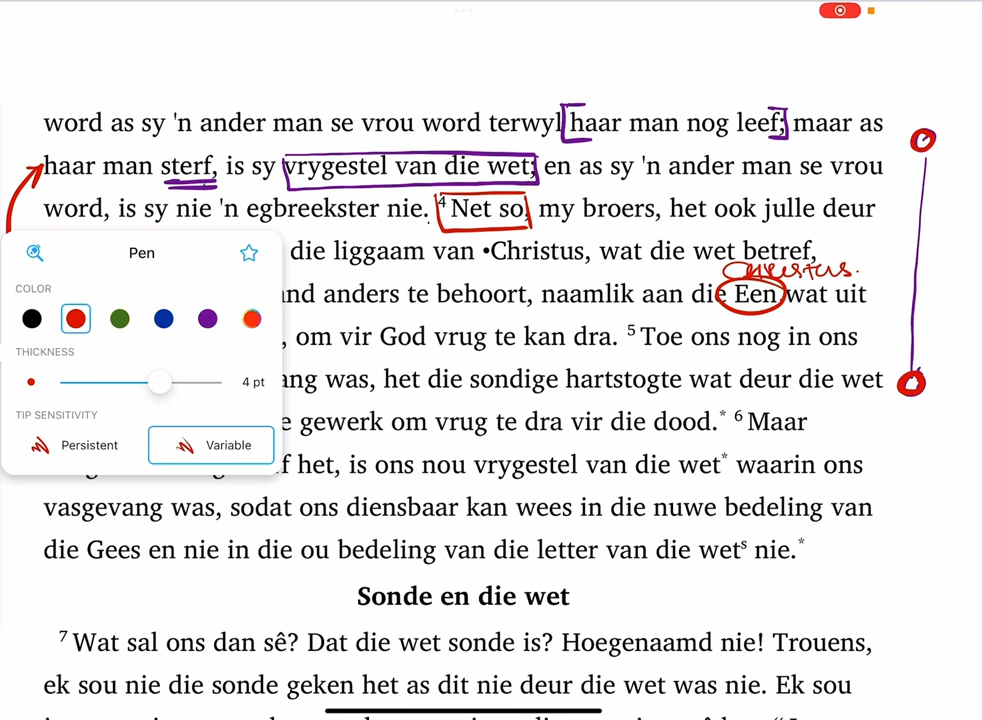 word as sy 'n ander man se vrou word terwyl haar man nog leef; maar as
haar man sterf, is sy vrygestel van die wet; en as sy 'n ander man se vrou
word, is sy nie 'n egbreekster nie. ⁴ Net so, my broers, het ook julle deur
die liggaam van •Christus, wat die wet betref,
Christus.
nd anders te behoort, naamlik aan die Een wat uit
, om vir God vrug te kan dra. ⁵ Toe ons nog in ons
ang was, het die sondige hartstogte wat deur die wet
e gewerk om vrug te dra vir die dood.* ⁶ Maar
f het, is ons nou vrygestel van die wet* waarin ons
vasgevang was, sodat ons diensbaar kan wees in die nuwe bedeling van
die Gees en nie in die ou bedeling van die letter van die wetˢ nie.*
Sonde en die wet
⁷ Wat sal ons dan sê? Dat die wet sonde is? Hoegenaamd nie! Trouens,
ek sou nie die sonde geken het as dit nie deur die wet was nie. Ek sou
Pen
COLOR
THICKNESS
4 pt
TIP SENSITIVITY
Persistent
Variable